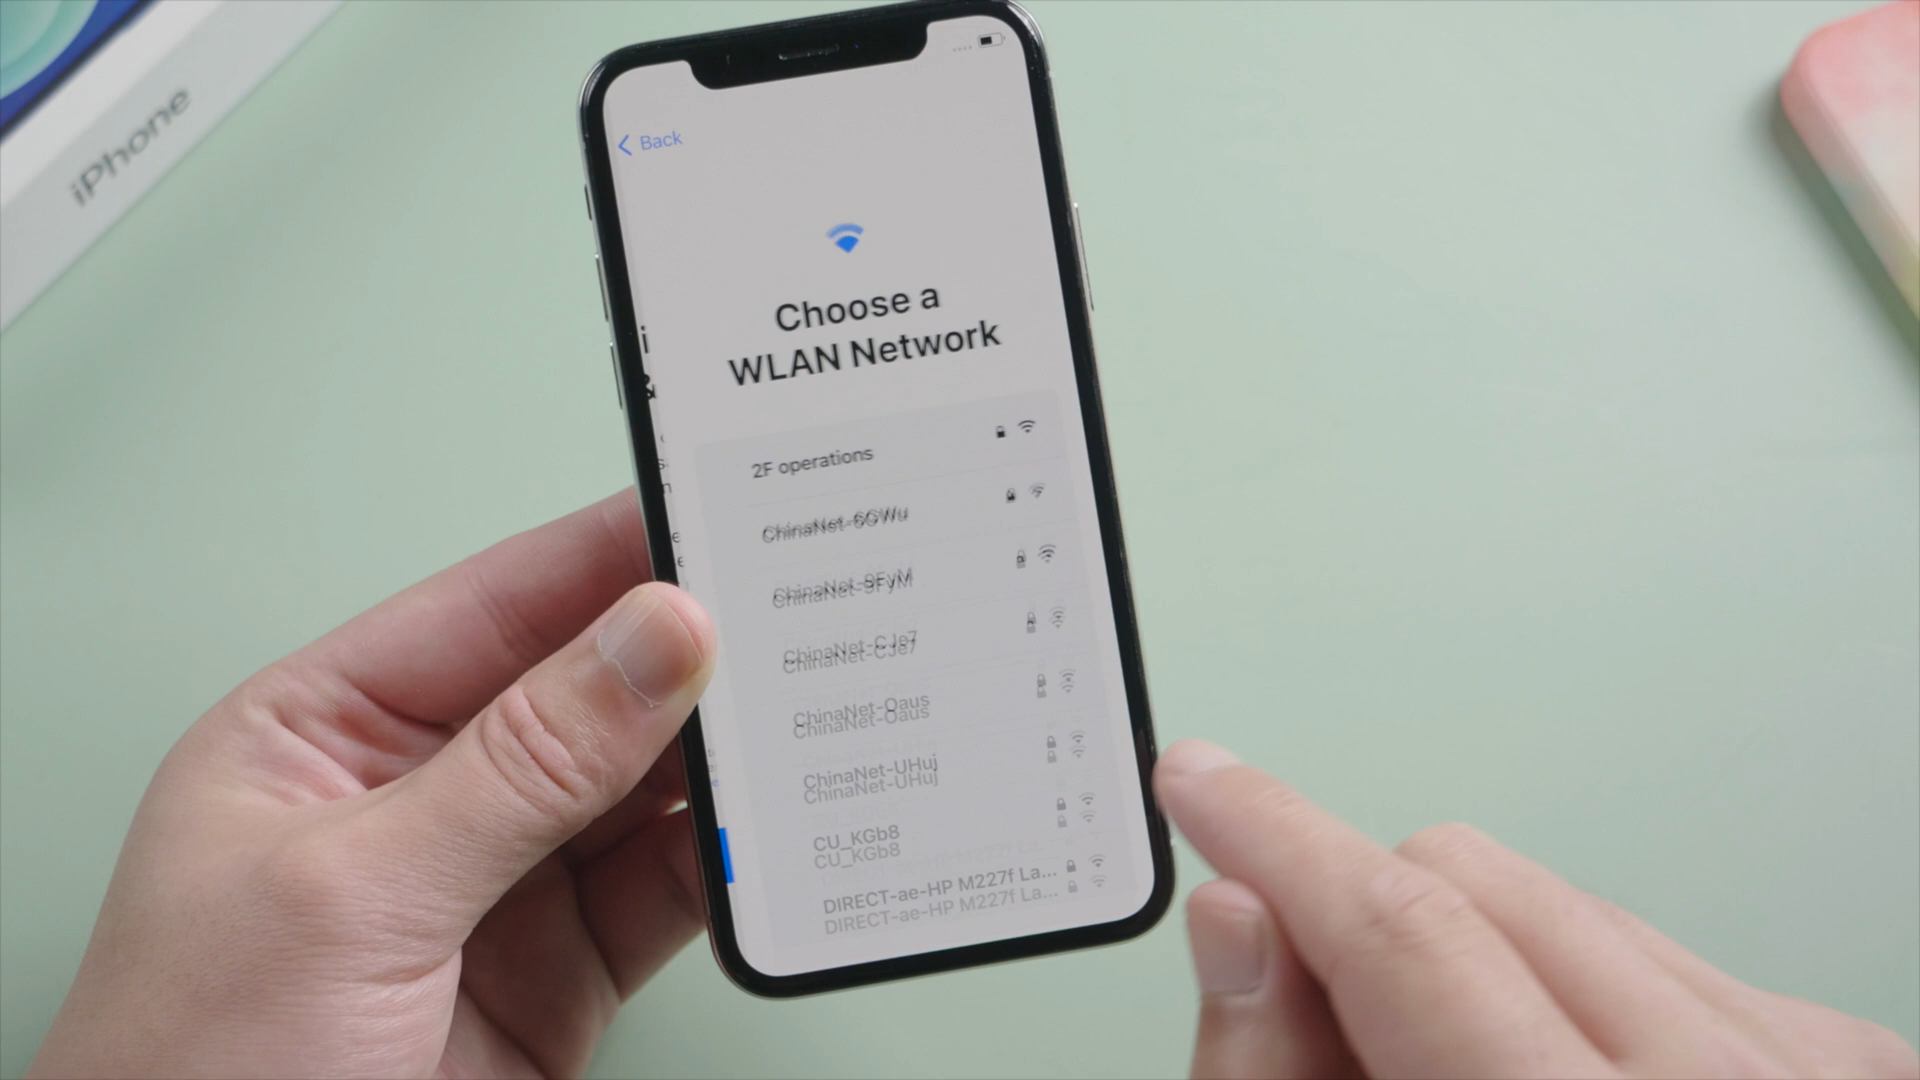 iPhone
Back
Choose a
WLAN Network
2F operations
ChinaNet-6GWu
ChinaNet-9FyM
ChinaNet-CJe7
ChinaNet-Oaus
ChinaNet-UHuj
CU_KGb8
DIRECT-ae-HP M227f La...